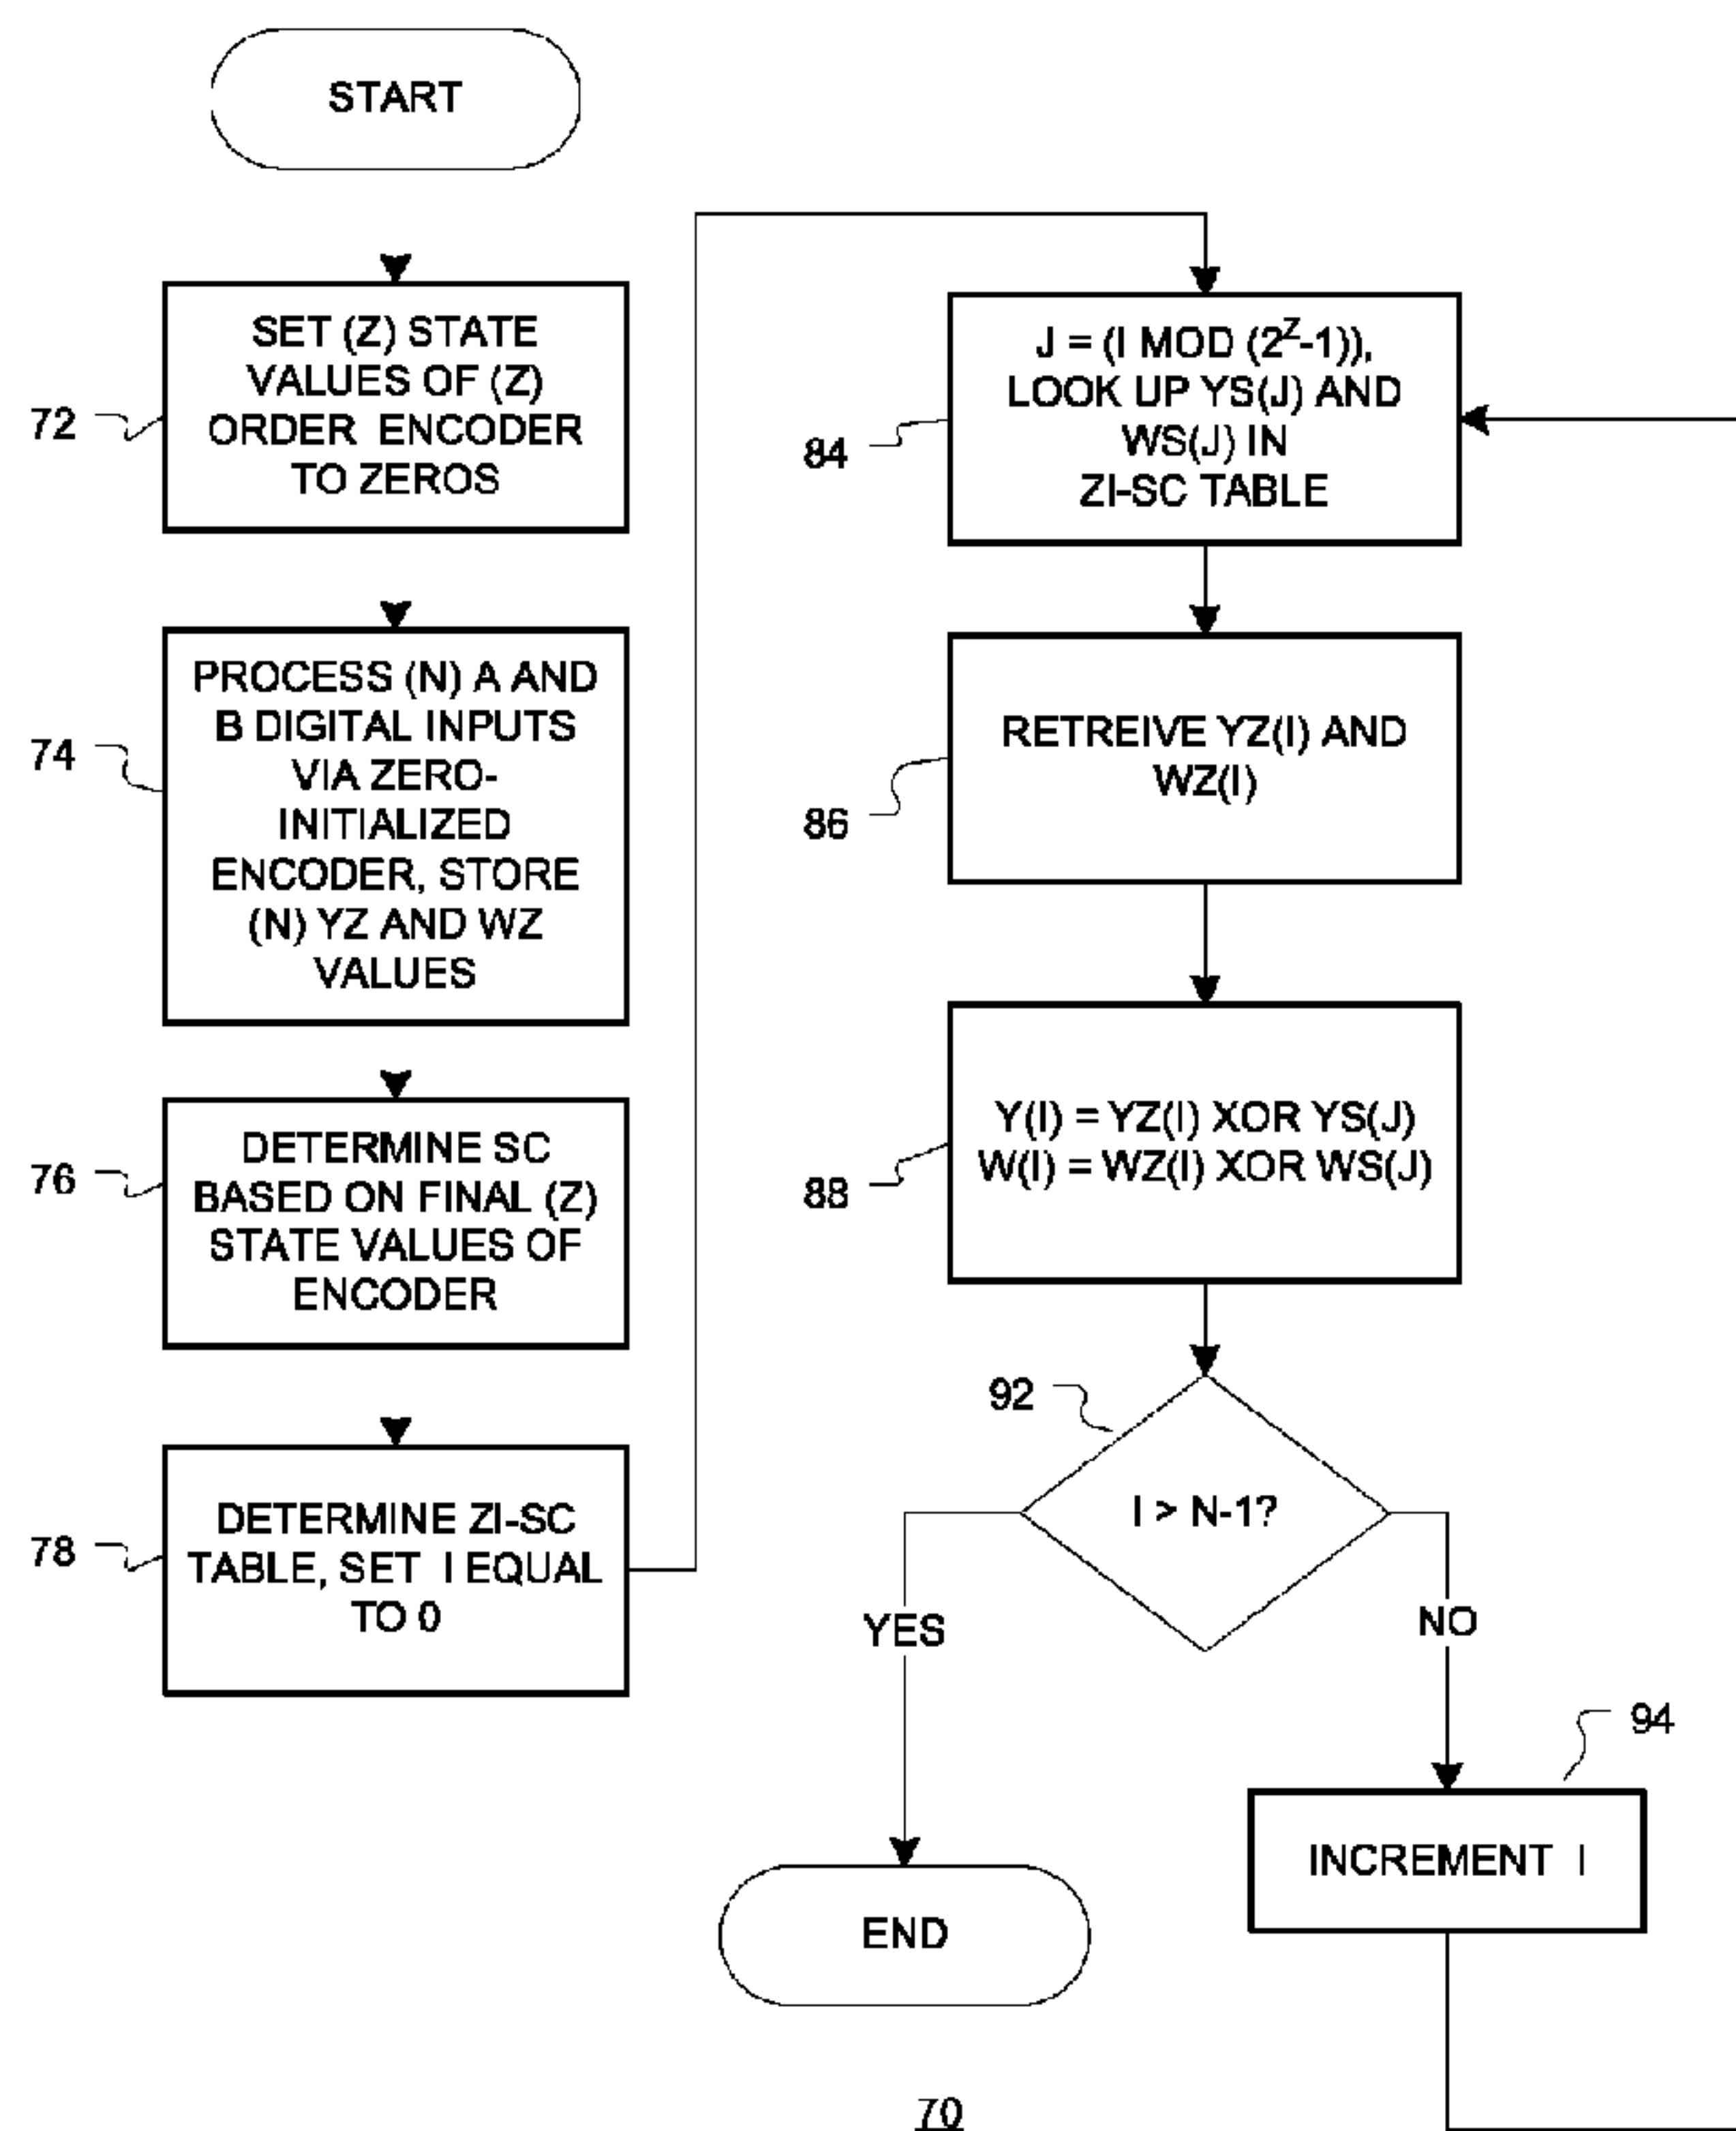 START
72
SET (Z) STATE
VALUES OF (Z)
ORDER ENCODER
TO ZEROS
74
PROCESS (N) A AND
B DIGITAL INPUTS
VIA ZERO-
INITIALIZED
ENCODER, STORE
(N) YZ AND WZ
VALUES
76
DETERMINE SC
BASED ON FINAL (Z)
STATE VALUES OF
ENCODER
78
DETERMINE ZI-SC
TABLE, SET I EQUAL
TO 0
84
J = (I MOD (2^Z-1)),
LOOK UP YS(J) AND
WS(J) IN
ZI-SC TABLE
86
RETREIVE YZ(I) AND
WZ(I)
88
Y(I) = YZ(I) XOR YS(J)
W(I) = WZ(I) XOR WS(J)
92
I > N-1?
YES
NO
94
INCREMENT I
END
70